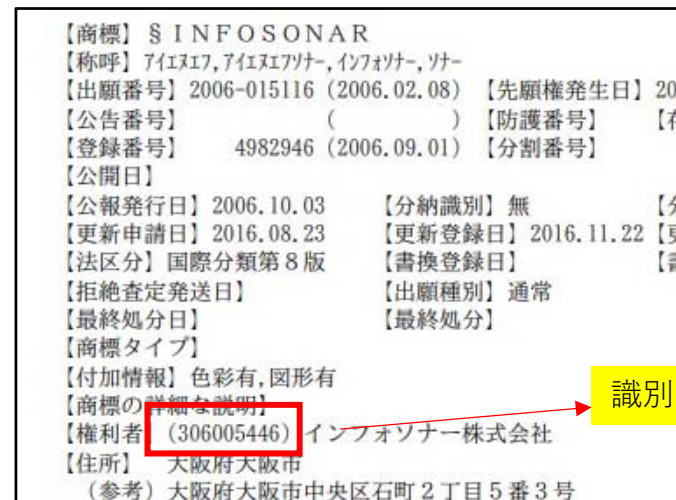 【商標】 §ＩＮＦＯＳＯＮＡＲ
【称呼】 ｱｲｴﾇｴﾌ,ｱｲｴﾇｴﾌｿﾅｰ,ｲﾝﾌｫｿﾅｰ,ｿﾅｰ
【出願番号】 2006-015116 (2006.02.08) 【先願権発生日】 20
【公告番号】 ( ) 【防護番号】
【登録番号】 4982946 (2006.09.01) 【分割番号】
【公開日】
【公報発行日】 2006.10.03 【分納識別】 無
【更新申請日】 2016.08.23 【更新登録日】 2016.11.22
【法区分】 国際分類第８版 【書換登録日】
【拒絶査定発送日】 【出願種別】 通常
【最終処分日】 【最終処分】
【商標タイプ】
【付加情報】 色彩有,図形有
【商標の詳細な説明】
識別
【権利者】 (306005446) インフォソナー株式会社
【住所】 大阪府大阪市
(参考) 大阪府大阪市中央区石町２丁目５番３号